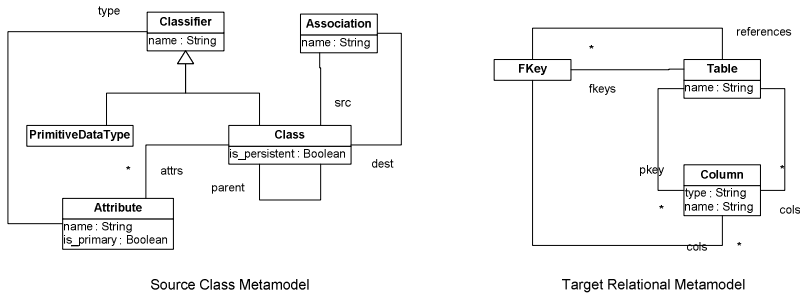 type
Classifier
name : String
Association
name : String
src
dest
PrimitiveDataType
Class
is_persistent : Boolean
*
attrs
parent
Attribute
name : String
is_primary : Boolean
Source Class Metamodel
references
*
FKey
fkeys
Table
name : String
pkey
*
Column
type : String
name : String
*
cols
cols
*
Target Relational Metamodel